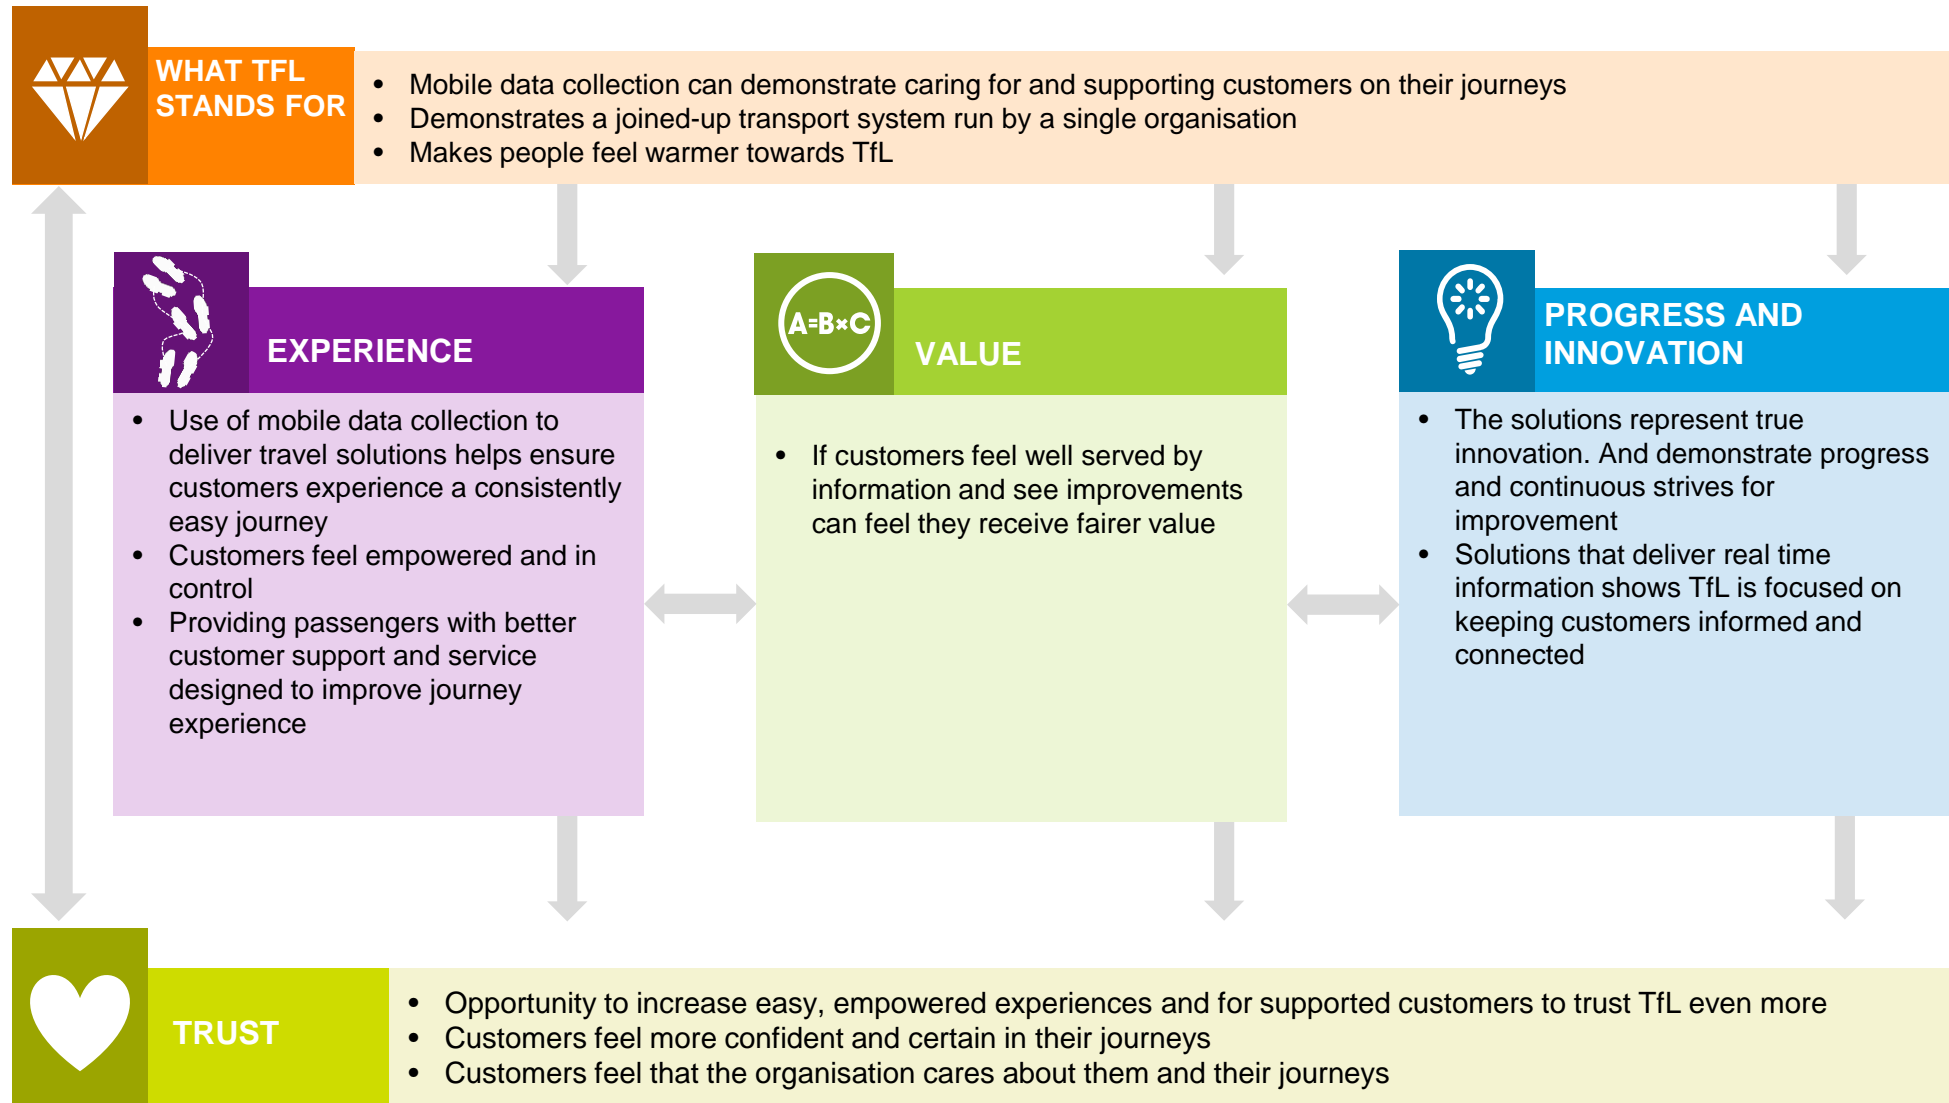 WHAT TFL
STANDS FOR
• Mobile data collection can demonstrate caring for and supporting customers on their journeys
• Demonstrates a joined-up transport system run by a single organisation
• Makes people feel warmer towards TfL
EXPERIENCE
• Use of mobile data collection to
deliver travel solutions helps ensure
customers experience a consistently
easy journey
• Customers feel empowered and in
control
• Providing passengers with better
customer support and service
designed to improve journey
experience
A=B×C
VALUE
• If customers feel well served by
information and see improvements
can feel they receive fairer value
PROGRESS AND
INNOVATION
• The solutions represent true
innovation. And demonstrate progress
and continuous strives for
improvement
• Solutions that deliver real time
information shows TfL is focused on
keeping customers informed and
connected
TRUST
• Opportunity to increase easy, empowered experiences and for supported customers to trust TfL even more
• Customers feel more confident and certain in their journeys
• Customers feel that the organisation cares about them and their journeys